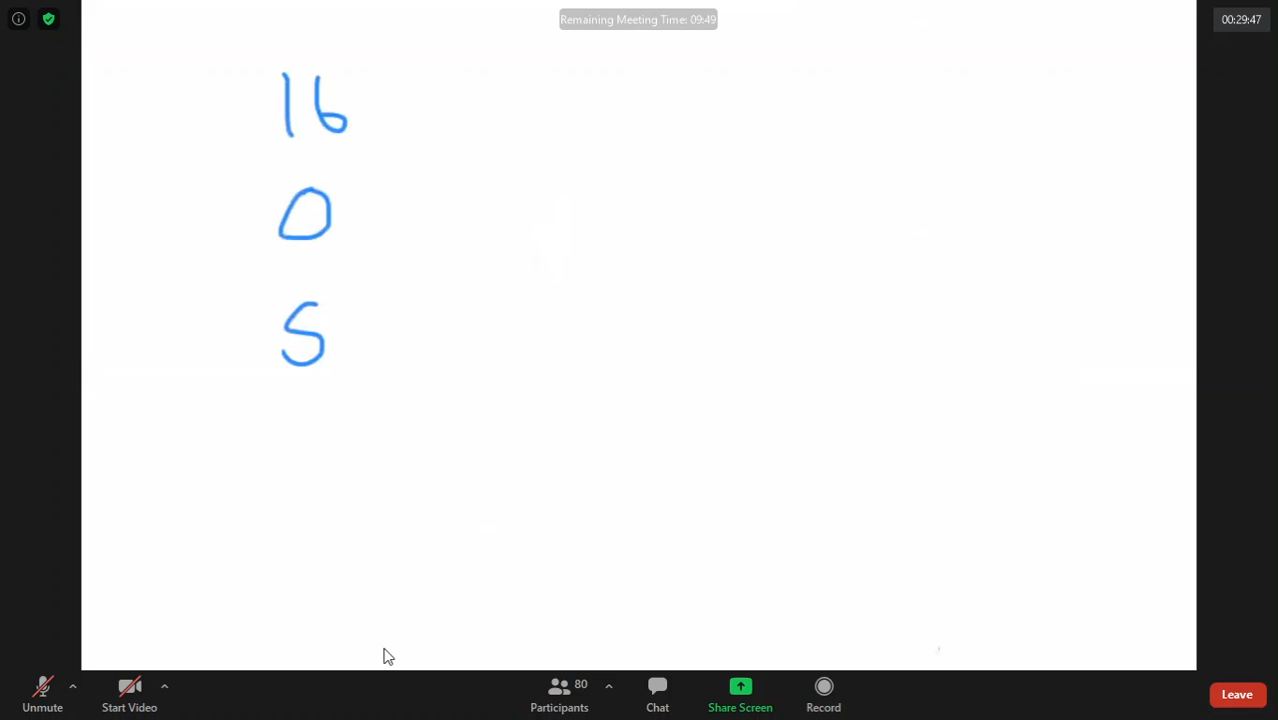 Remaining Meeting Time: 09:49
00:29:47
16
0
5
80
Unmute
Start Video
Participants
Chat
Share Screen
Record
Leave